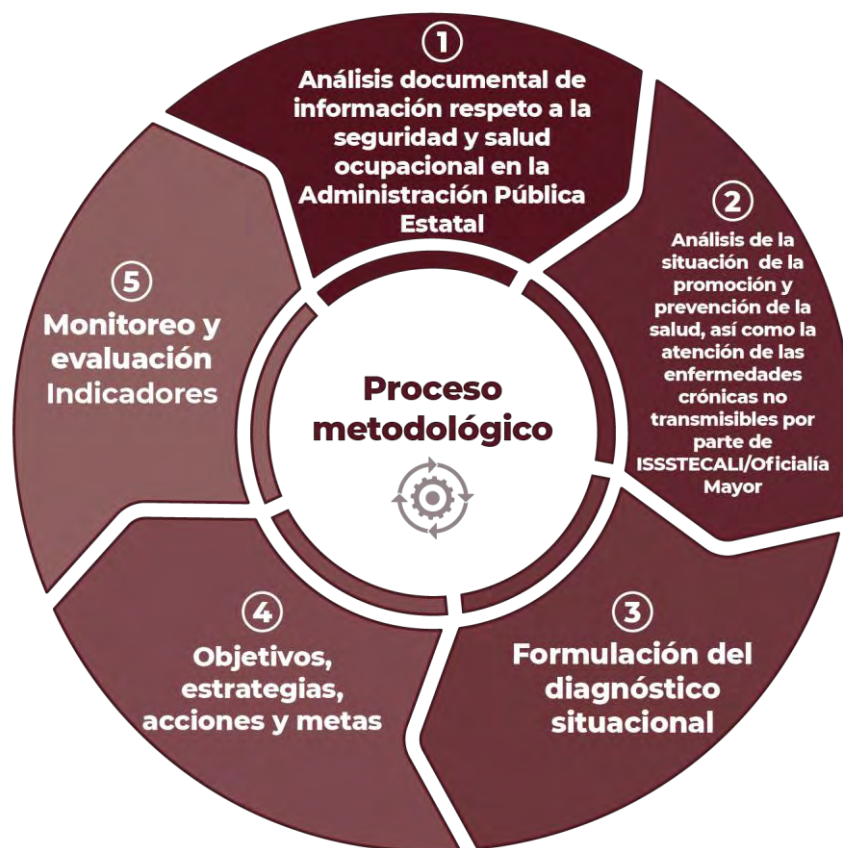 1
Análisis documental de
información respeto a la
seguridad y salud
ocupacional en la
Administración Pública
Estatal
2
Análisis de la
situación de la
promoción y
prevención de la
salud, así como la
atención de las
enfermedades
crónicas no
transmisibles por
parte de
ISSSTECALI/Oficialía
Mayor
3
Formulación del
diagnóstico
situacional
4
Objetivos,
estrategias,
acciones y metas
5
Monitoreo y
evaluación
Indicadores
Proceso
metodológico